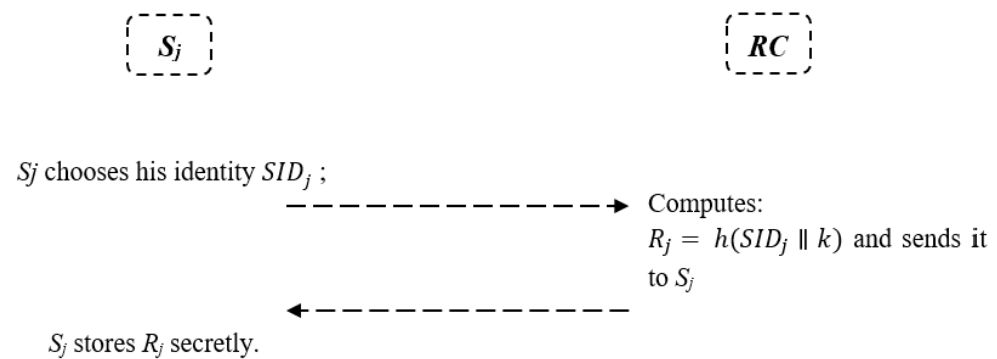 Sj RC
Sj chooses his identity SIDj ;
Computes:
Rj = h(SIDj ∥ k) and sends it
to Sj
Sj stores Rj secretly.